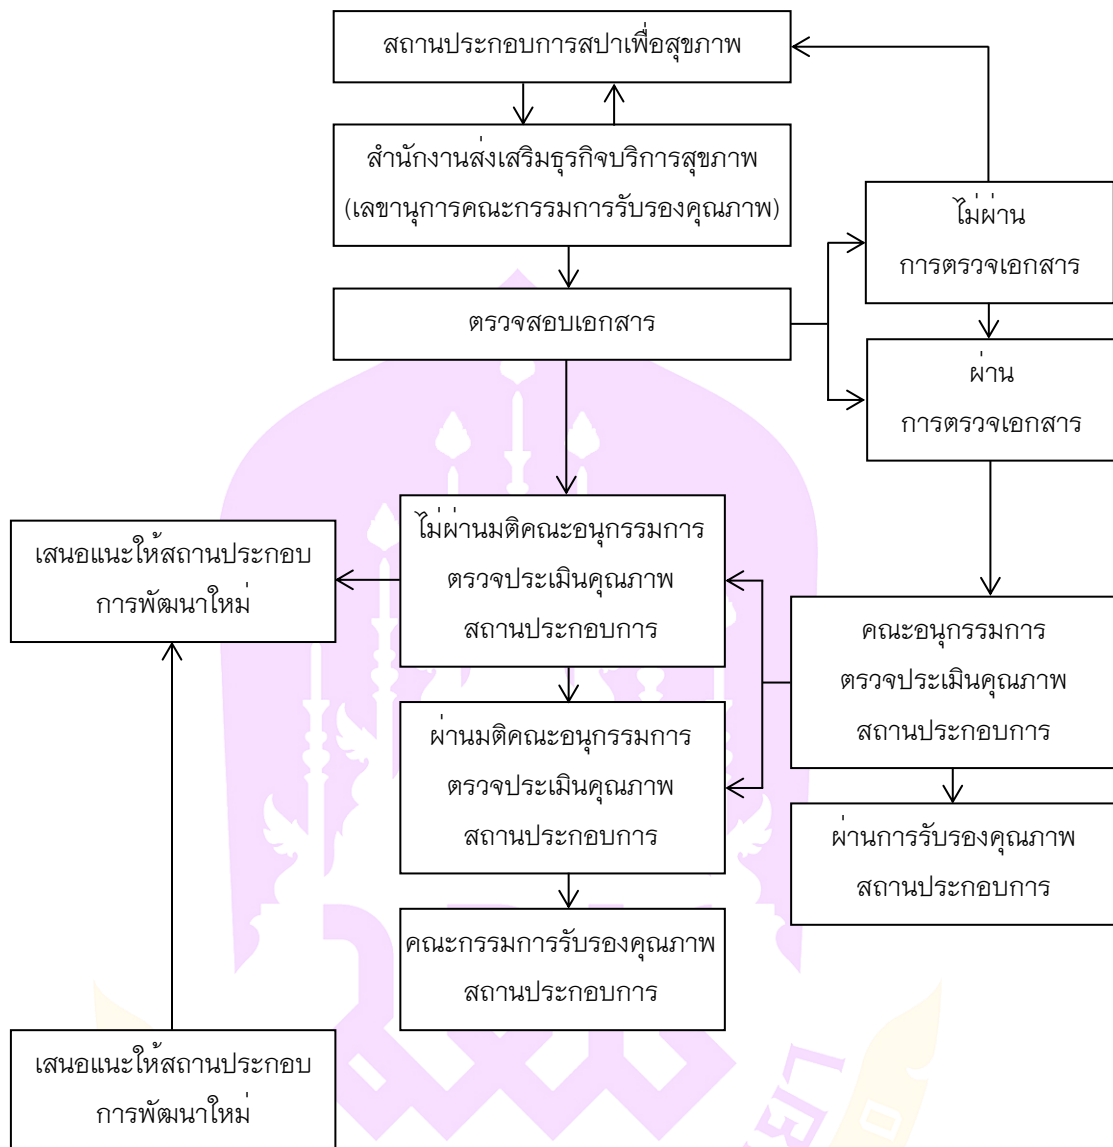 สถานประกอบการสปาเพื่อสุขภาพ
สำนักงานส่งเสริมธุรกิจบริการสุขภาพ
(เลขานุการคณะกรรมการรับรองคุณภาพ)
ไม่ผ่าน
การตรวจเอกสาร
ตรวจสอบเอกสาร
ผ่าน
การตรวจเอกสาร
ไม่ผ่านมติคณะอนุกรรมการ
ตรวจประเมินคุณภาพ
สถานประกอบการ
เสนอแนะให้สถานประกอบ
การพัฒนาใหม่
คณะอนุกรรมการ
ตรวจประเมินคุณภาพ
สถานประกอบการ
ผ่านมติคณะอนุกรรมการ
ตรวจประเมินคุณภาพ
สถานประกอบการ
ผ่านการรับรองคุณภาพ
สถานประกอบการ
คณะกรรมการรับรองคุณภาพ
สถานประกอบการ
เสนอแนะให้สถานประกอบ
การพัฒนาใหม่